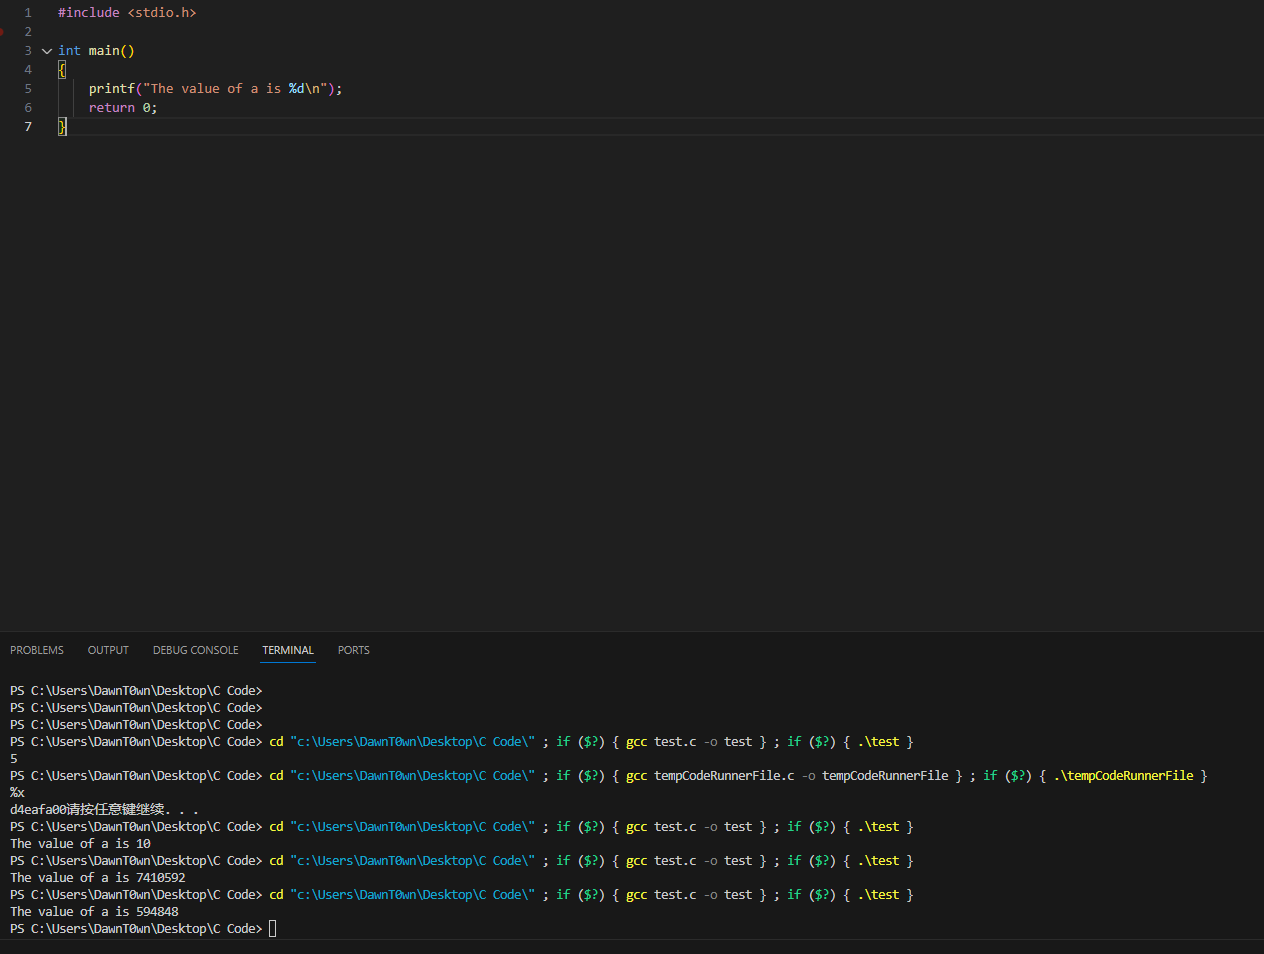 1 #include <stdio.h>
2
3 int main()
4 {
5 printf("The value of a is %d\n");
6 return 0;
7 }
PROBLEMS OUTPUT DEBUG CONSOLE TERMINAL PORTS
PS C:\Users\DawnT0wn\Desktop\C Code>
PS C:\Users\DawnT0wn\Desktop\C Code>
PS C:\Users\DawnT0wn\Desktop\C Code>
PS C:\Users\DawnT0wn\Desktop\C Code> cd "c:\Users\DawnT0wn\Desktop\C Code\" ; if ($?) { gcc test.c -o test } ; if ($?) { .\test }
5
PS C:\Users\DawnT0wn\Desktop\C Code> cd "c:\Users\DawnT0wn\Desktop\C Code\" ; if ($?) { gcc tempCodeRunnerFile.c -o tempCodeRunnerFile } ; if ($?) { .\tempCodeRunnerFile }
%x
d4eafa00请按任意键继续. . .
PS C:\Users\DawnT0wn\Desktop\C Code> cd "c:\Users\DawnT0wn\Desktop\C Code\" ; if ($?) { gcc test.c -o test } ; if ($?) { .\test }
The value of a is 10
PS C:\Users\DawnT0wn\Desktop\C Code> cd "c:\Users\DawnT0wn\Desktop\C Code\" ; if ($?) { gcc test.c -o test } ; if ($?) { .\test }
The value of a is 7410592
PS C:\Users\DawnT0wn\Desktop\C Code> cd "c:\Users\DawnT0wn\Desktop\C Code\" ; if ($?) { gcc test.c -o test } ; if ($?) { .\test }
The value of a is 594848
PS C:\Users\DawnT0wn\Desktop\C Code>